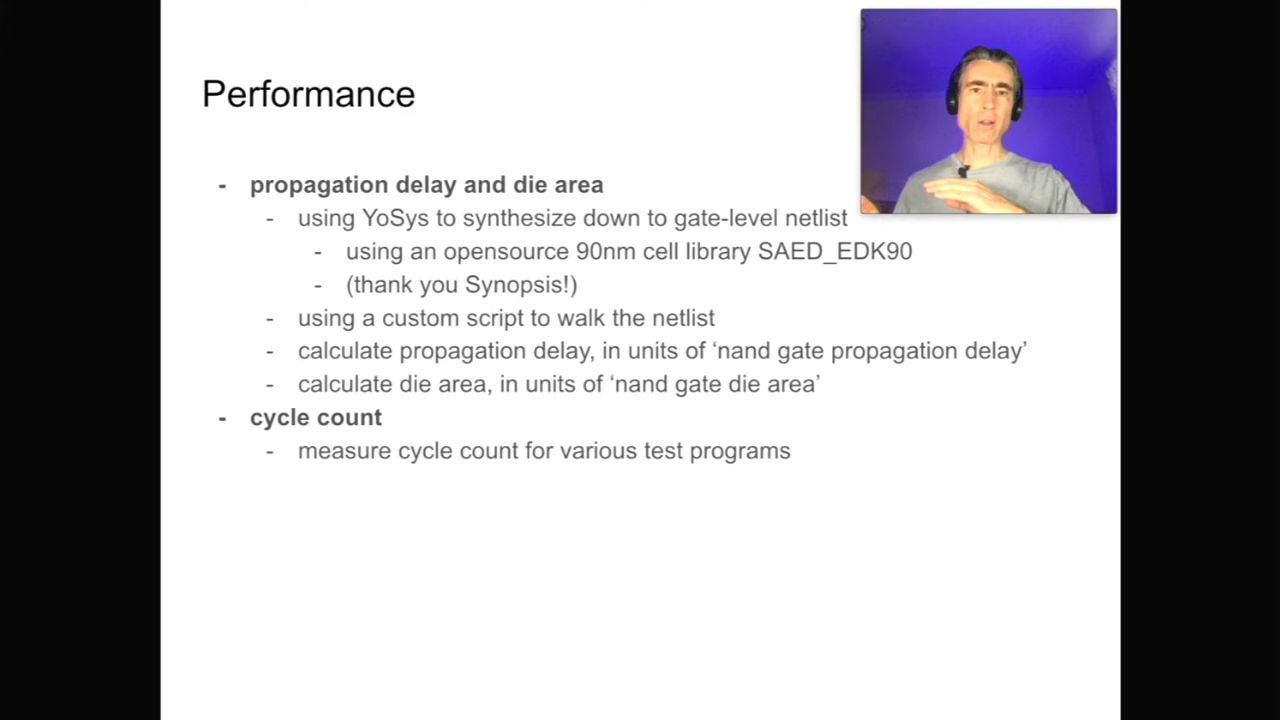 Performance
- propagation delay and die area
- using YoSys to synthesize down to gate-level netlist
- using an opensource 90nm cell library SAED_EDK90
- (thank you Synopsis!)
- using a custom script to walk the netlist
- calculate propagation delay, in units of ‘nand gate propagation delay’
- calculate die area, in units of ‘nand gate die area’
- cycle count
- measure cycle count for various test programs